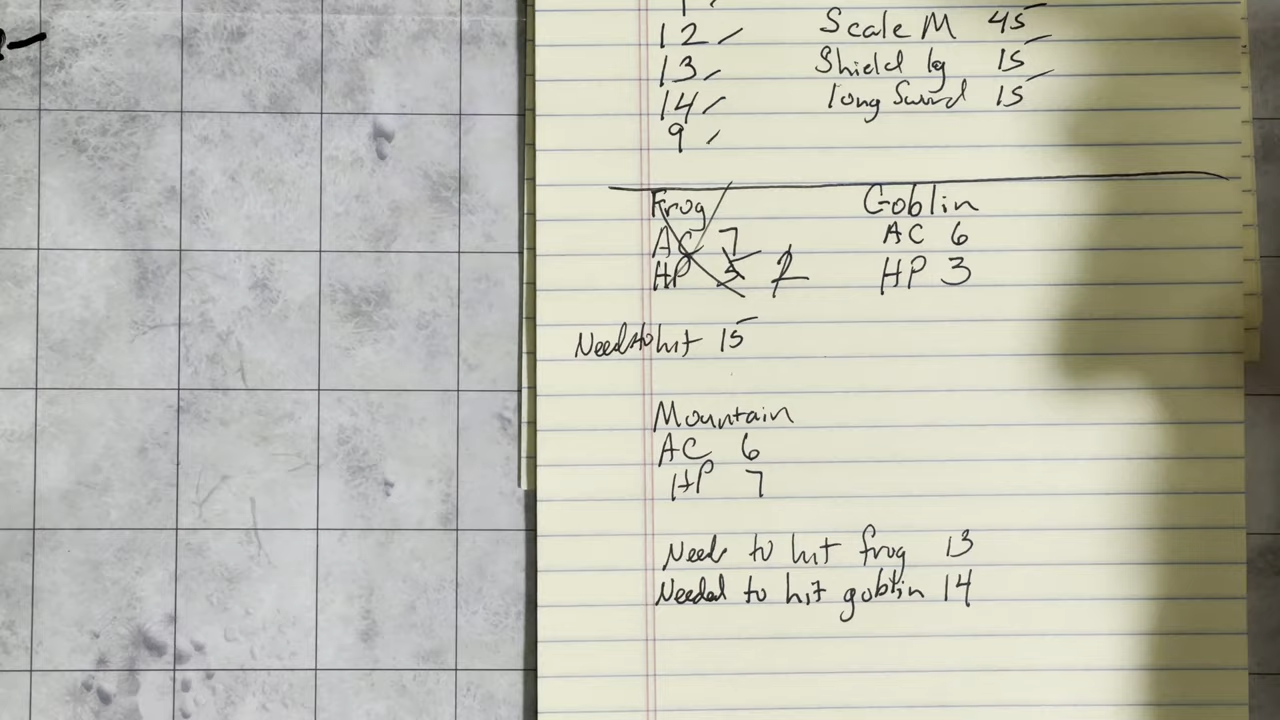 12 Scale M 45
13 Shield lg 15
14 Long Sword 15
9
Frog Goblin
AC 7 AC 6
HP 2 HP 3
Needs to hit 15
Mountain
AC 6
HP 7
Need to hit frog 13
Needed to hit goblin 14